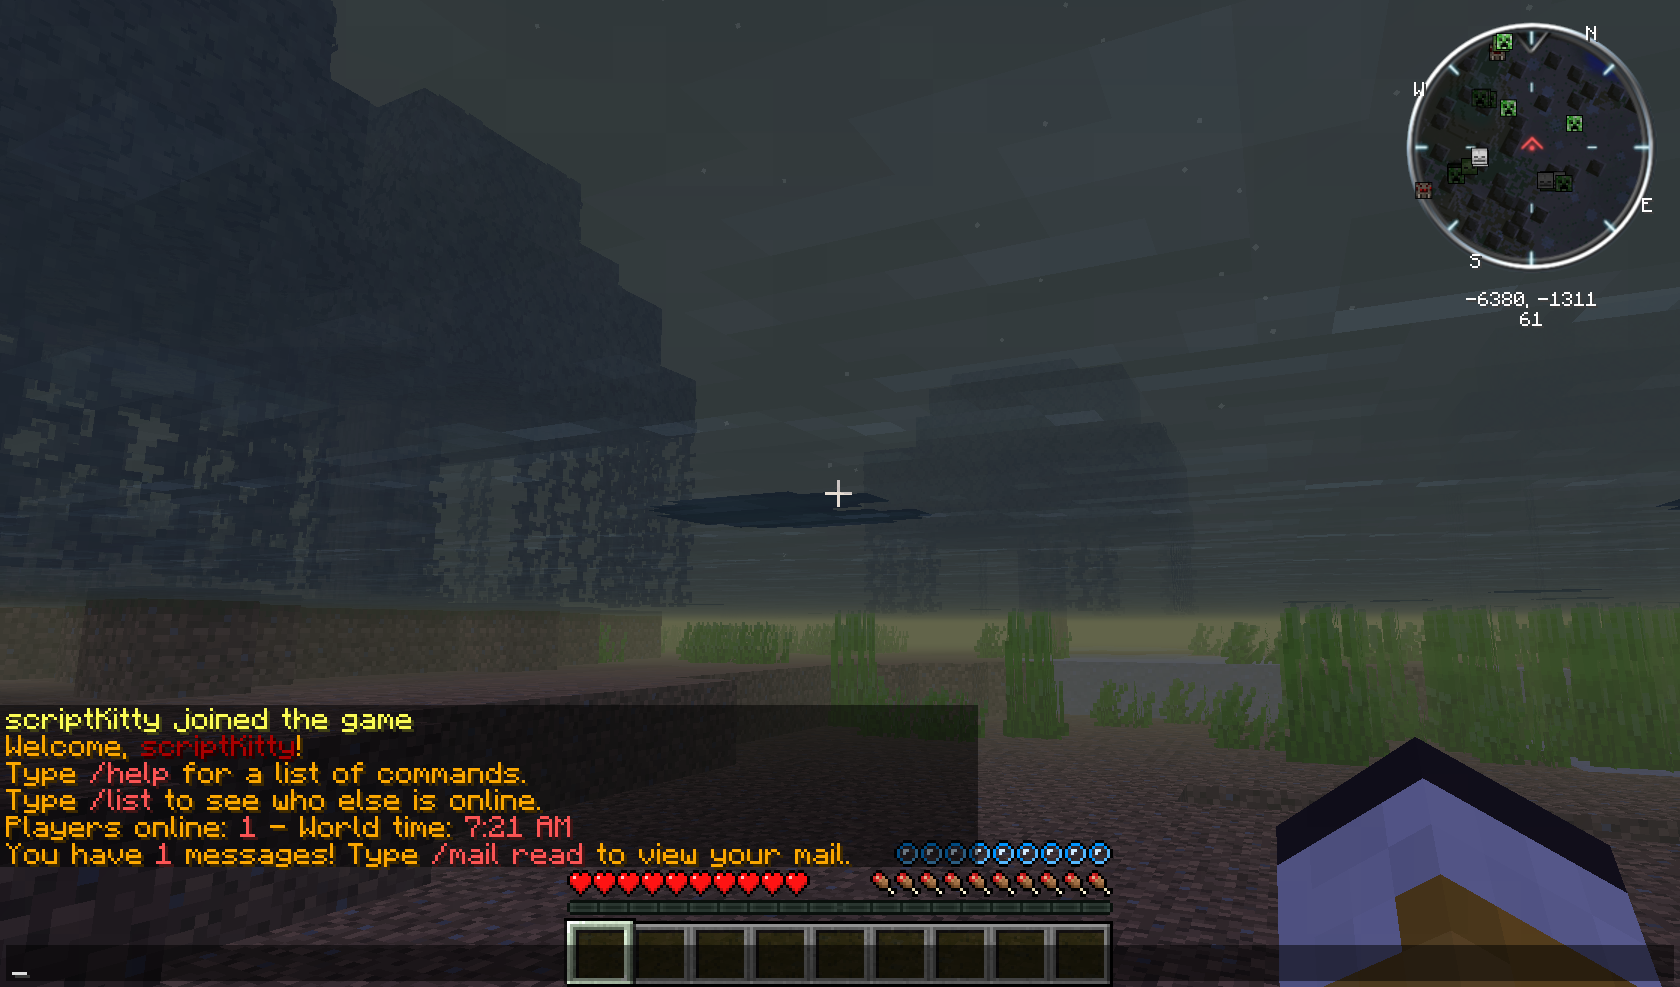 N
W
E
S
-6380, -1311
61
scriptKitty joined the game
Welcome, scriptKitty!
Type /help for a list of commands.
Type /list to see who else is online.
Players online: 1 - World time: 7:21 AM
You have 1 messages! Type /mail read to view your mail.
_